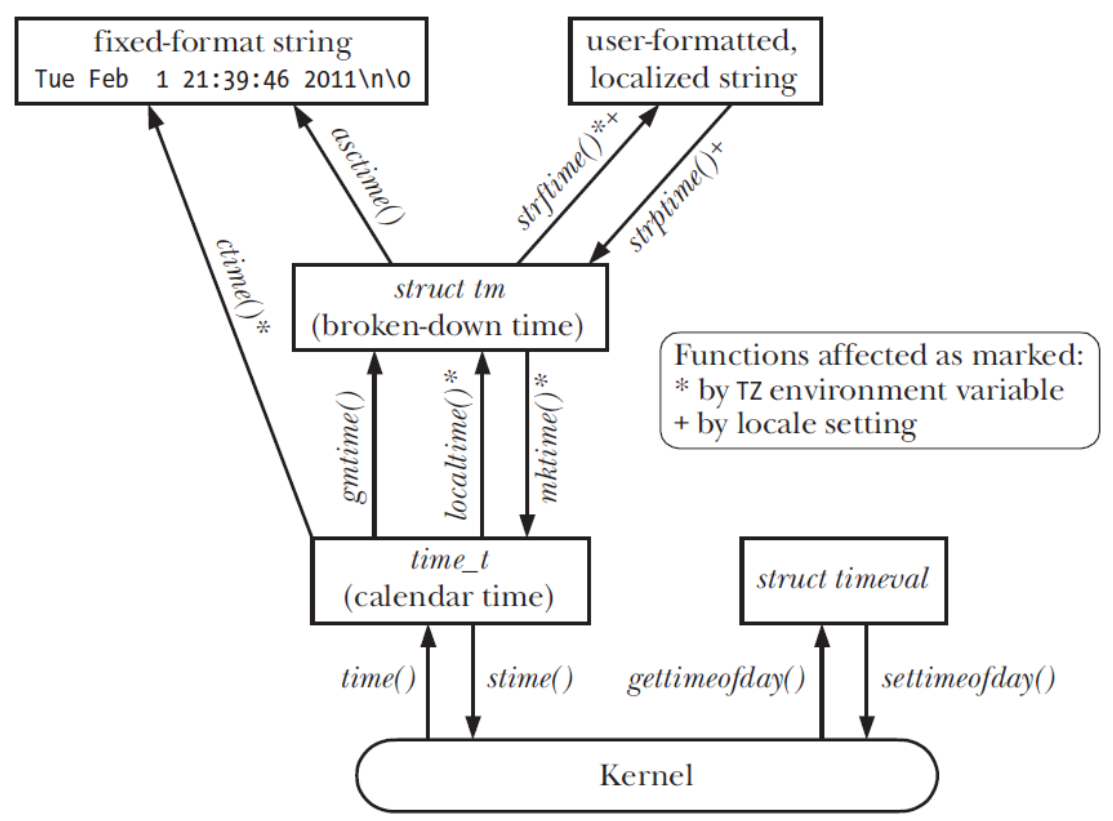 fixed-format string
Tue Feb  1 21:39:46 2011\n\0
user-formatted,
localized string
asctime()
strftime()*+
strptime()+
ctime()*
struct tm
(broken-down time)
Functions affected as marked:
* by TZ environment variable
+ by locale setting
gmtime()
localtime()*
mktime()*
time_t
(calendar time)
struct timeval
time()
stime()
gettimeofday()
settimeofday()
Kernel